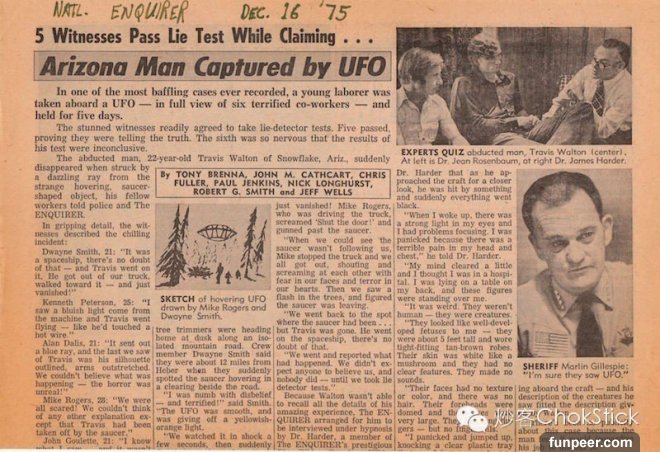 NATL. ENQUIRER DEC. 16 '75
5 Witnesses Pass Lie Test While Claiming . . .
Arizona Man Captured by UFO
In one of the most baffling cases ever recorded, a young laborer was
taken aboard a UFO — in full view of six terrified co-workers — and
held for five days.
The stunned witnesses readily agreed to take lie-detector tests. Five passed,
proving they were telling the truth. The sixth was so nervous that the results of
his test were inconclusive.
The abducted man, 22-year-old Travis Walton of Snowflake, Ariz., suddenly
disappeared when struck by
a dazzling ray from the
strange hovering, saucer-
shaped object, his fellow
workers told police and The
ENQUIRER.
In gripping detail, the wit-
nesses described the chilling
incident:
Dwayne Smith, 21: "It was
a spaceship, there's no doubt
of that — and Travis went on
it. He got out of our truck,
walked toward it — and just
vanished!"
Kenneth Peterson, 25: "I
saw a bluish light come from
the machine and Travis went
flying — like he'd touched a
hot wire."
Alan Dalis, 21: "It sent out
a blue ray, and the last we saw
of Travis was his silhouette
outlined, arms outstretched.
We couldn't believe what was
happening — the horror was
unreal!"
Mike Rogers, 28: "We were
all scared! We couldn't think
of any other explanation ex-
cept that Travis had been
taken off by the saucer."
John Goulette, 21: "I know
what I saw
By TONY BRENNA, JOHN M. CATHCART, CHRIS
FULLER, PAUL JENKINS, NICK LONGHURST,
ROBERT G. SMITH and JEFF WELLS
SKETCH of hovering UFO
drawn by Mike Rogers and
Dwayne Smith.
tree trimmers were heading
home at dusk along an iso-
lated mountain road. Crew
member Dwayne Smith said
they were about 12 miles from
Heber when they suddenly
spotted the saucer hovering in
a clearing beside the road.
"I was numb with disbelief
— and terrified!" said Smith.
"The UFO was smooth, and
was giving off a yellowish-
orange light.
"We watched it in shock a
few seconds, then suddenly
just vanished! Mike Rogers,
who was driving the truck,
screamed 'Shut the door!' and
gunned past the saucer.
"When we could see the
saucer wasn't following us,
Mike stopped the truck and we
all got out, shouting and
screaming at each other with
fear in our faces and terror in
our hearts. Then we saw a
flash in the trees, and figured
the saucer was leaving.
"We went back to the spot
where the saucer had been . . .
but Travis was gone. He went
on the spaceship, there's no
doubt of that.
"We went and reported what
had happened. We didn't ex-
pect anyone to believe us, and
nobody did — until we took lie
detector tests."
Because Walton wasn't able
to recall all the details of his
amazing experience, The EN-
QUIRER arranged for him to
be interviewed under hypnosis
by Dr. Harder, a member of
The ENQUIRER's prestigious
EXPERTS QUIZ abducted man, Travis Walton (center).
At left is Dr. Jean Rosenbaum, at right Dr. James Harder.
Dr. Harder that as he ap-
proached the craft for a closer
look, he was hit by something
and suddenly everything went
black.
"When I woke up, there was
a strong light in my eyes and
I had problems focusing. I was
panicked because there was a
terrible pain in my head and
chest," he told Dr. Harder.
"My mind cleared a little
and I thought I was in a hospi-
tal. I was lying on a table on
my back, and these figures
were standing over me.
"It was weird. They weren't
human — they were creatures.
"They looked like well-devel-
oped fetuses to me — they
were about 5 feet tall and wore
tight-fitting tan-brown robes.
Their skin was white like a
mushroom and they had no
clear features. They made no
sounds.
"Their faces had no texture
or color, and there was no
hair. Their foreheads were
domed and
very large. The
gers — but no
"I panicked and jumped up,
knocking a clear plastic tray
SHERIFF Marlin Gillespie:
"I'm sure they saw UFO."
ing aboard the craft — and his
description of the creatures he
saw fitted the description giv-
about this case because the
man
his
炒客ChokStick
funpeer.com